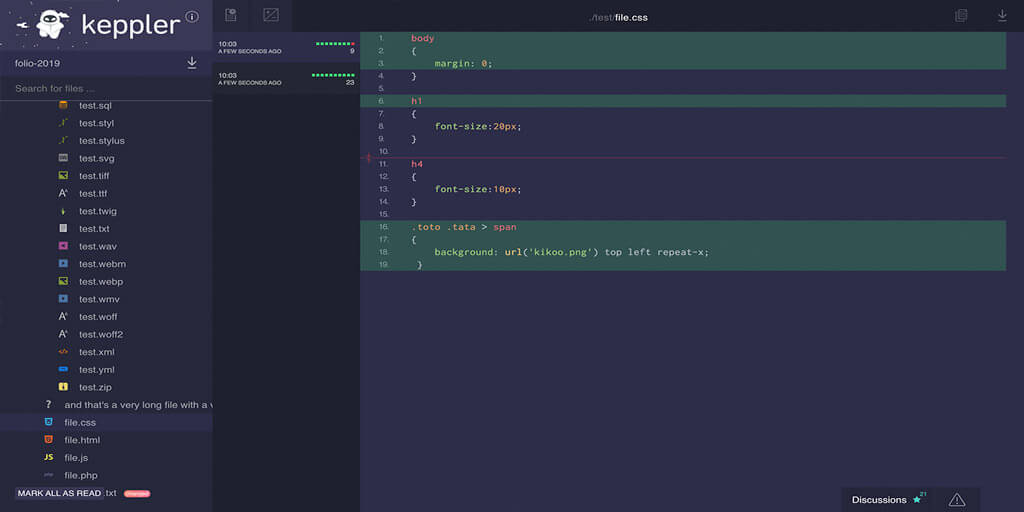 keppler
folio-2019
Search for files ...
test.sql
test.styl
test.stylus
test.svg
test.tiff
test.ttf
test.twig
test.txt
test.wav
test.webm
test.webp
test.wmv
test.woff
test.woff2
test.xml
test.yml
test.zip
and that's a very long file with a v
file.css
file.html
JS file.js
php file.php
MARK ALL AS READ .txt changed
10:03
A FEW SECONDS AGO 9
10:03
A FEW SECONDS AGO 23
./test/file.css
1. body
2. {
3. margin: 0;
4. }
5.
6. h1
7. {
8. font-size:20px;
9. }
10.
11. h4
12. {
13. font-size:10px;
14. }
15.
16. .toto .tata > span
17. {
18. background: url('kikoo.png') top left repeat-x;
19. }
Discussions 21